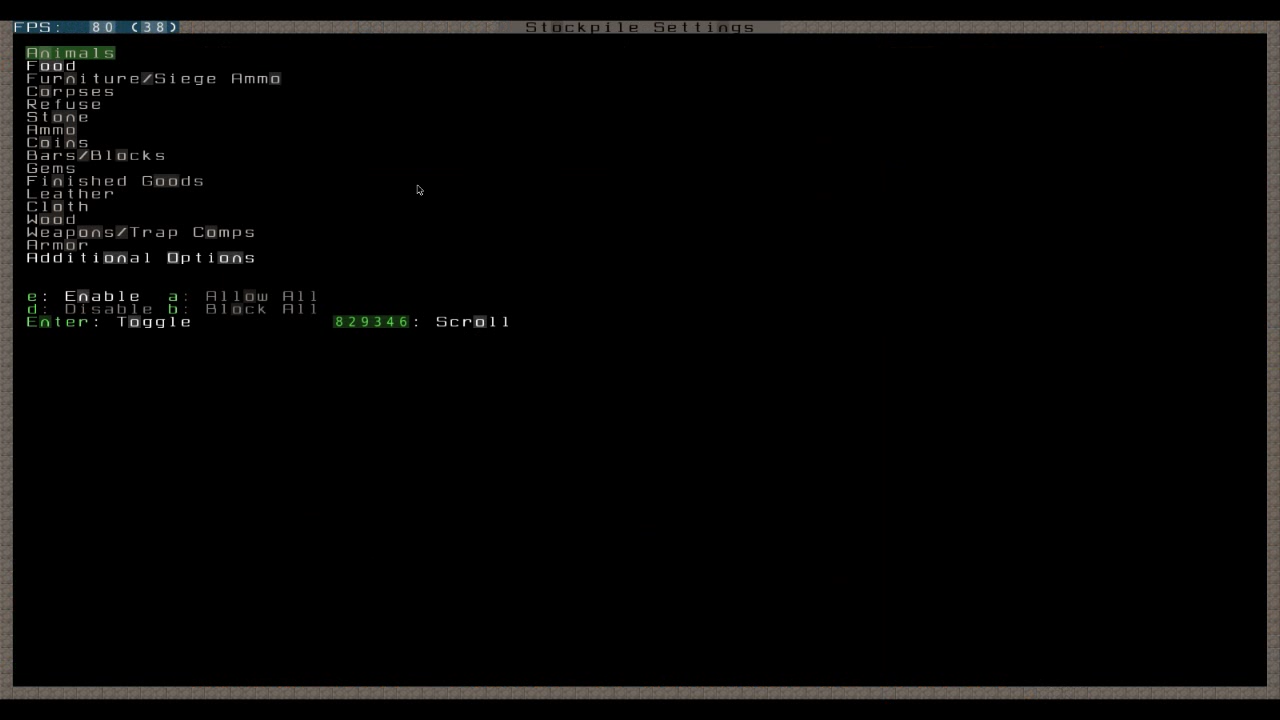 FPS: 80 (38) Stockpile Settings
Animals
Food
Furniture/Siege Ammo
Corpses
Refuse
Stone
Ammo
Coins
Bars/Blocks
Gems
Finished Goods
Leather
Cloth
Wood
Weapons/Trap Comps
Armor
Additional Options
e: Enable a: Allow All
d: Disable b: Block All
Enter: Toggle 829346: Scroll